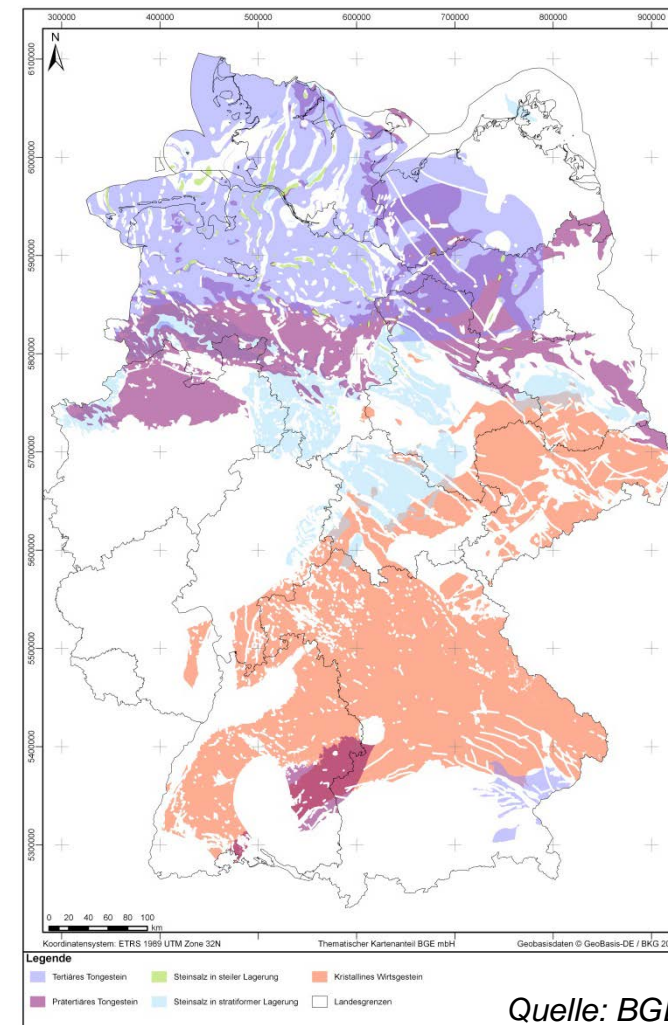 300000 400000 500000 600000 700000 800000 900000
N
6100000
6000000
5900000
5800000
5700000
5600000
5500000
5400000
5300000
0 20 40 60 80 100
km
Koordinatensystem: ETRS 1989 UTM Zone 32N Thematischer Kartenanteil BGE mbH Geobasisdaten © GeoBasis-DE / BKG 20
Legende
Tertiäres Tongestein Steinsalz in steiler Lagerung Kristallines Wirtsgestein
Prätertiäres Tongestein Steinsalz in stratiformer Lagerung Landesgrenzen
Quelle: BG